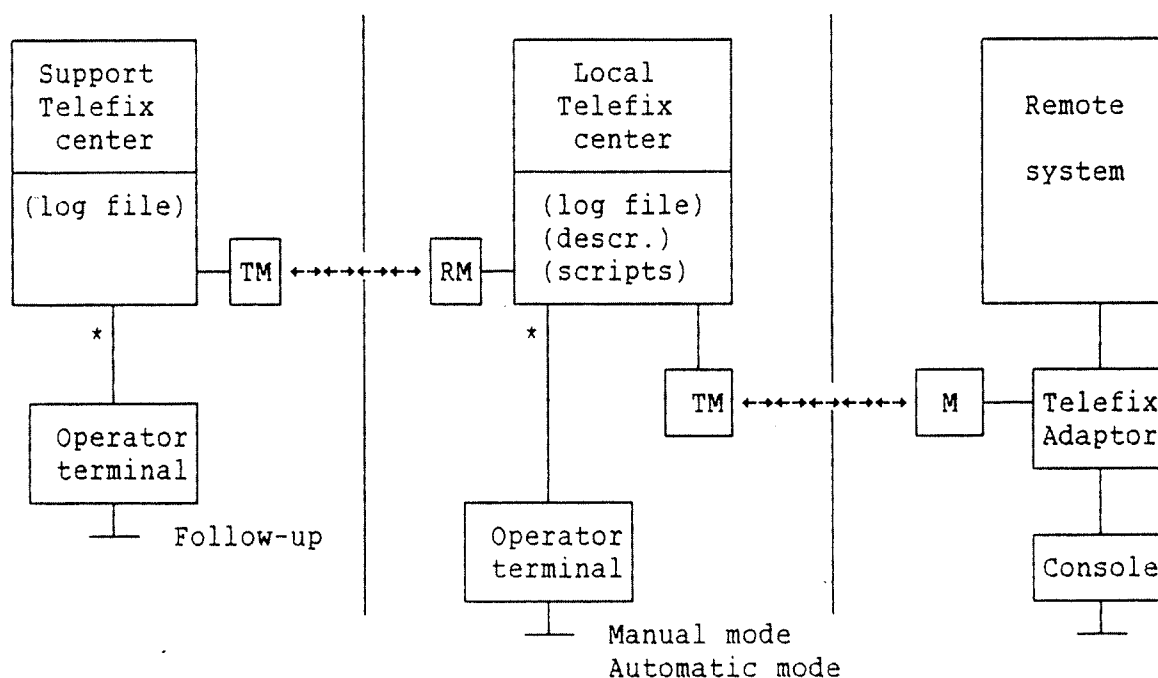 Support
Telefix
center
(log file)
TM
*
Operator
terminal
Follow-up
Local
Telefix
center
(log file)
(descr.)
(scripts)
RM
*
TM
Operator
terminal
Manual mode
Automatic mode
Remote
system
M
Telefix
Adaptor
Console